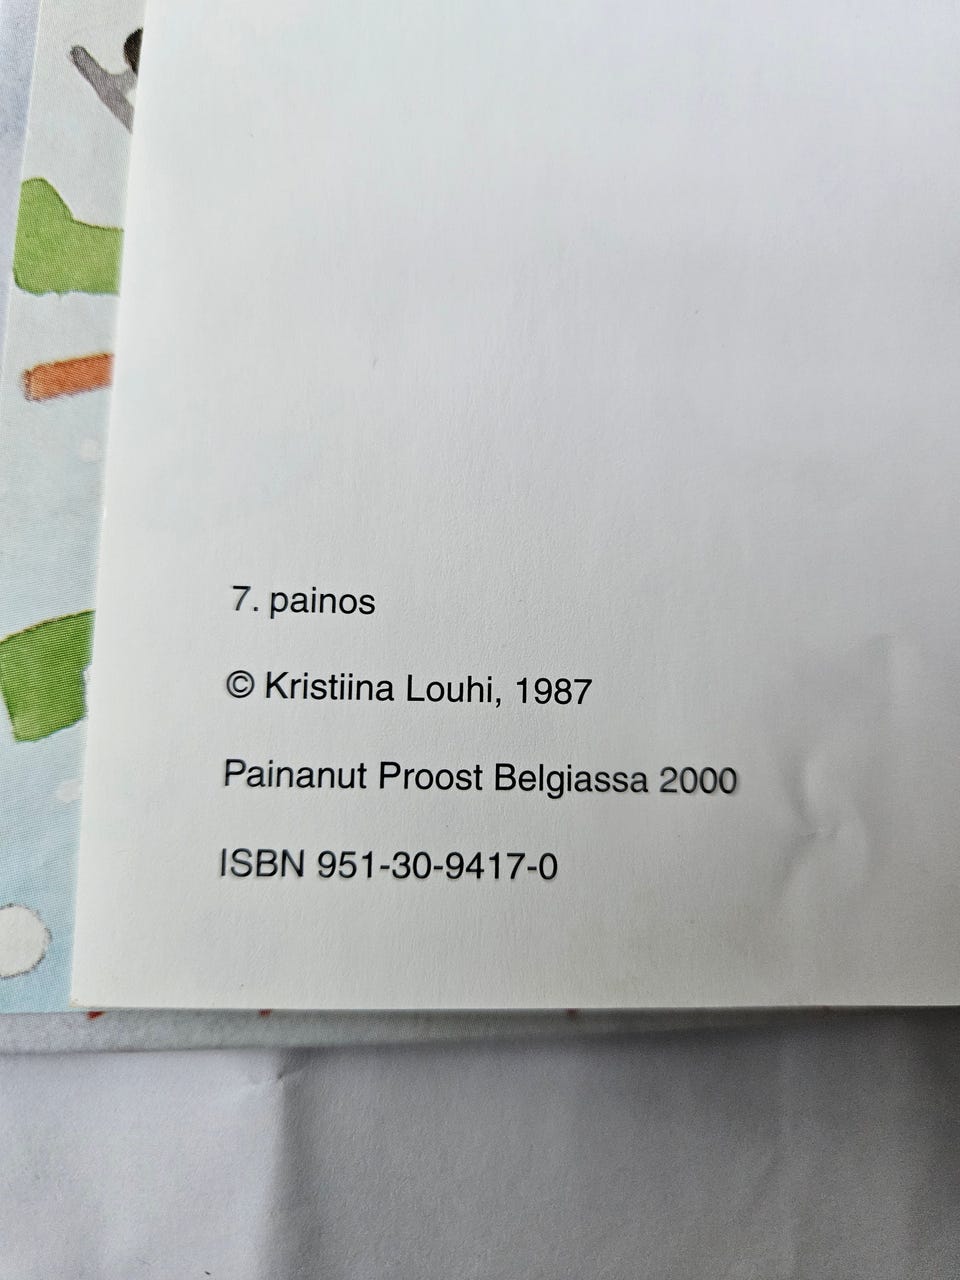 7. painos
© Kristiina Louhi, 1987
Painanut Proost Belgiassa 2000
ISBN 951-30-9417-0